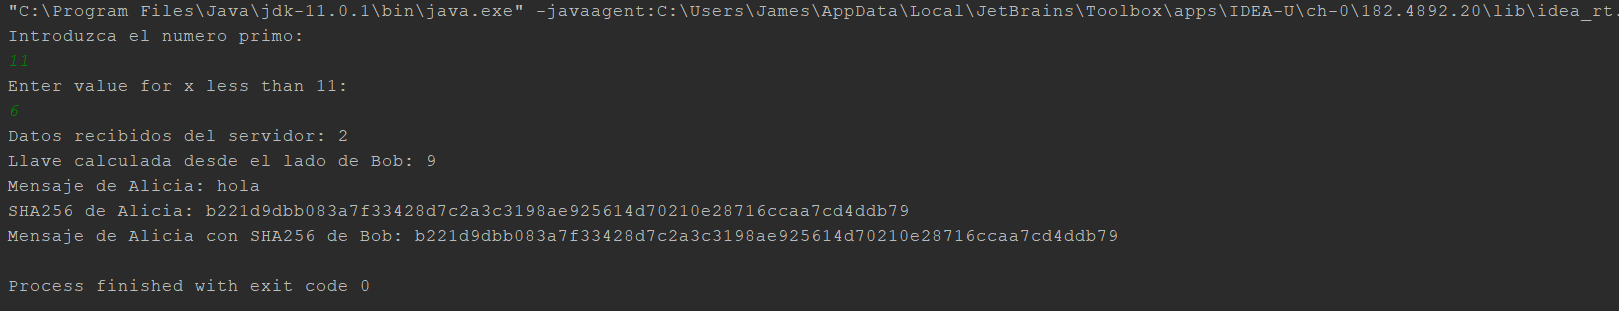 "C:\Program Files\Java\jdk-11.0.1\bin\java.exe" -javaagent:C:\Users\James\AppData\Local\JetBrains\Toolbox\apps\IDEA-U\ch-0\182.4892.20\lib\idea_rt.
Introduzca el numero primo:
11
Enter value for x less than 11:
6
Datos recibidos del servidor: 2
Llave calculada desde el lado de Bob: 9
Mensaje de Alicia: hola
SHA256 de Alicia: b221d9dbb083a7f33428d7c2a3c3198ae925614d70210e28716ccaa7cd4ddb79
Mensaje de Alicia con SHA256 de Bob: b221d9dbb083a7f33428d7c2a3c3198ae925614d70210e28716ccaa7cd4ddb79
Process finished with exit code 0